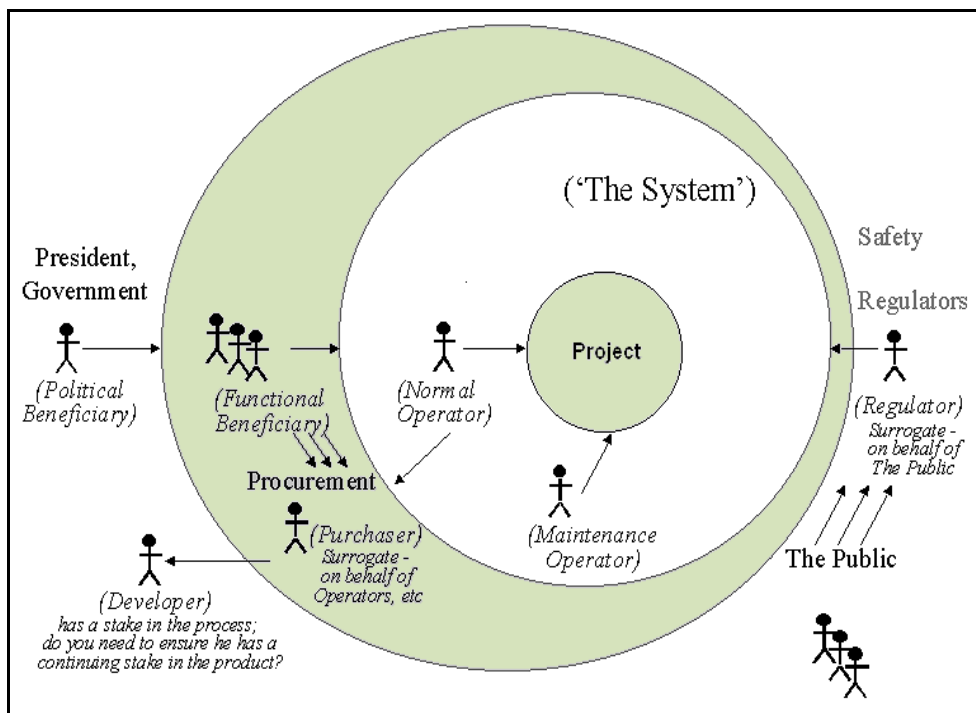 ('The System')
Safety
Regulators
President,
Government
(Political
Beneficiary)
(Functional
Beneficiary)
(Normal
Operator)
Project
(Regulator)
Surrogate -
on behalf of
The Public
Procurement
(Purchaser)
Surrogate -
on behalf of
Operators, etc
(Maintenance
Operator)
The Public
(Developer)
has a stake in the process;
do you need to ensure he has a
continuing stake in the product?